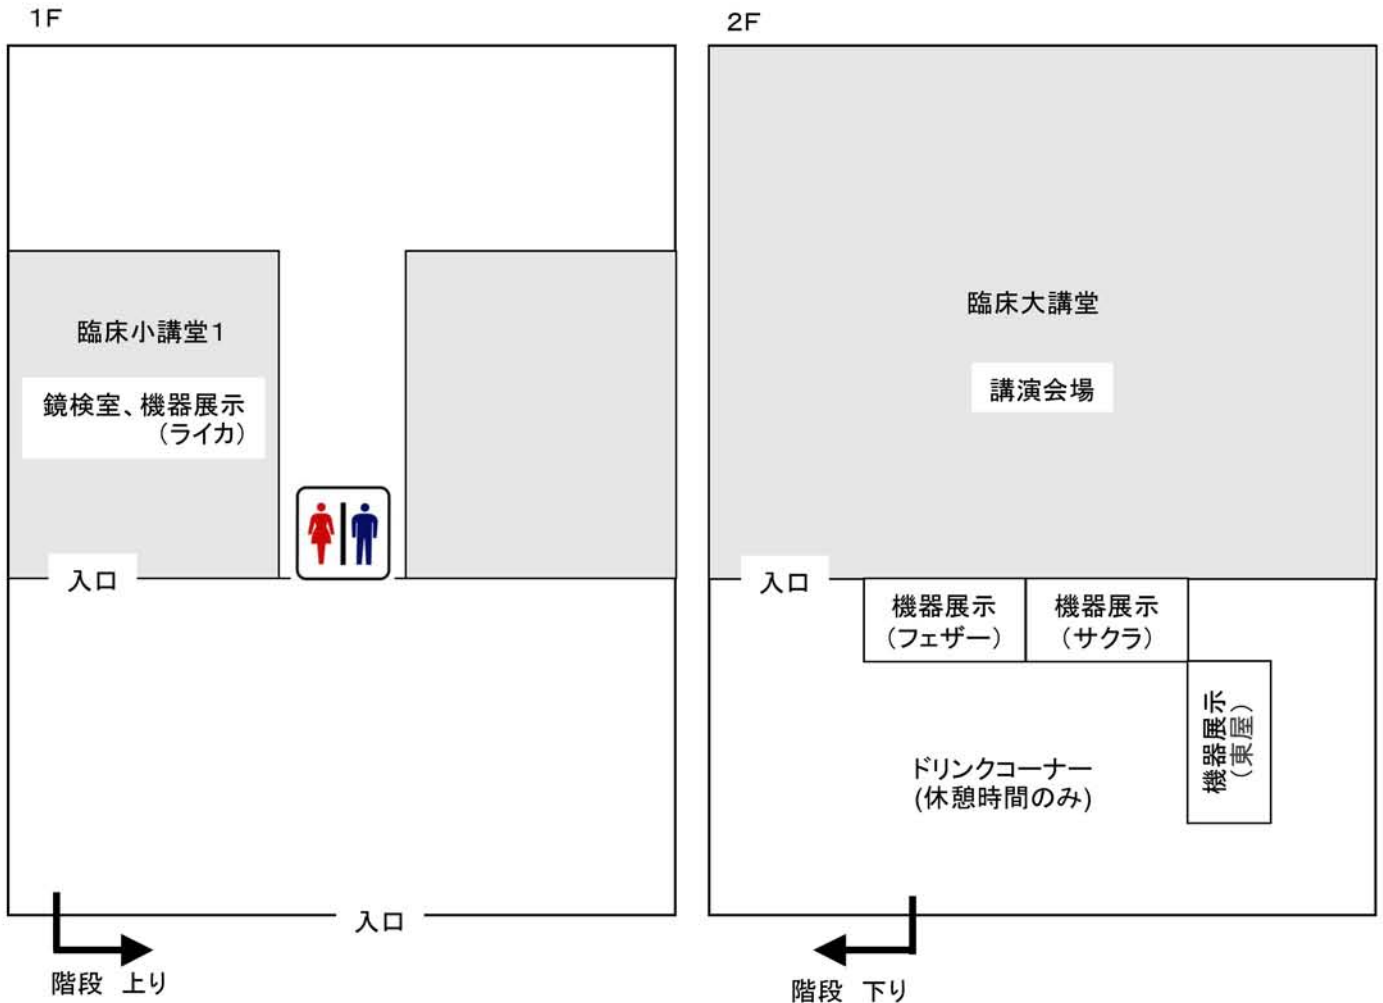 1F
臨床小講堂1
鏡検室、機器展示
(ライカ)
入口
入口
階段 上り
2F
臨床大講堂
講演会場
入口
機器展示
(フェザー)
機器展示
(サクラ)
機器展示
(東屋)
ドリンクコーナー
(休憩時間のみ)
階段 下り